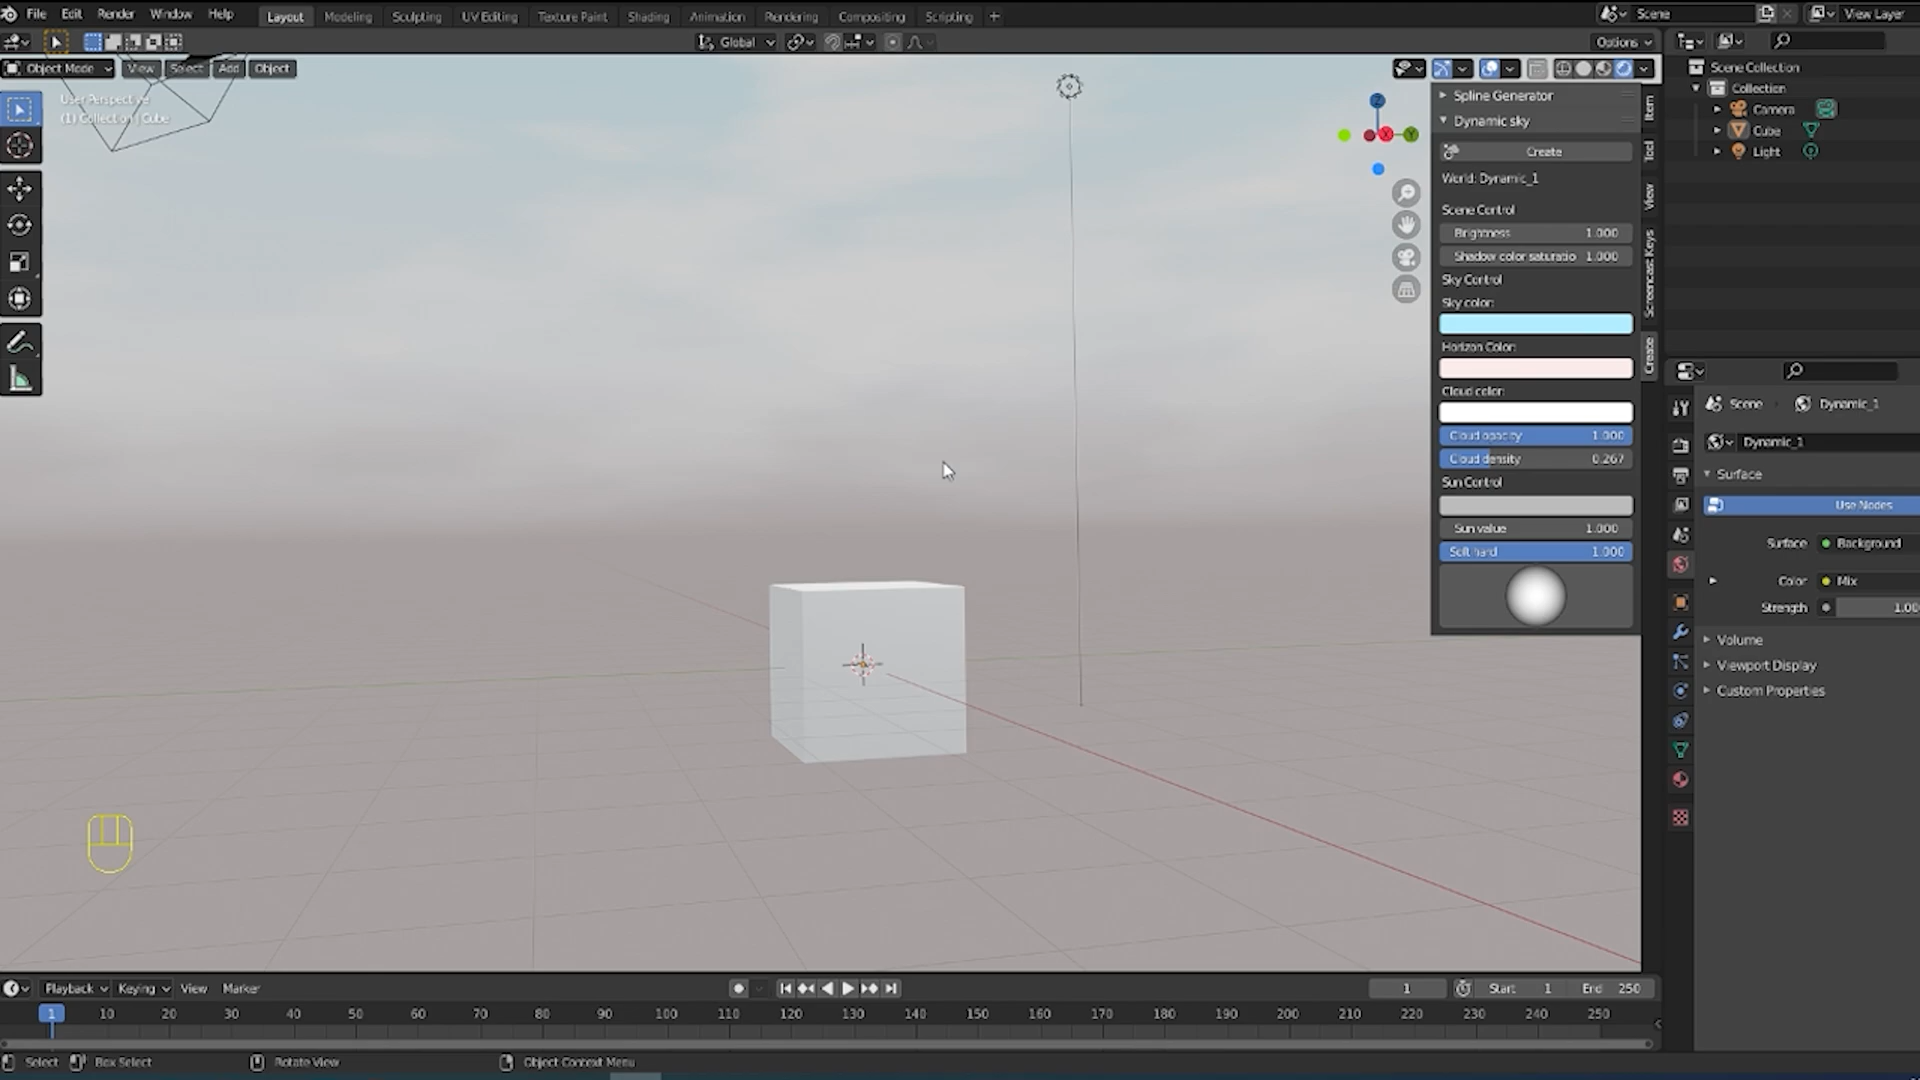 File Edit Render Window Help Layout Modeling Sculpting UV Editing Texture Paint Shading Animation Rendering Compositing Scripting + Scene View Layer
Global Options
Object Mode View Select Add Object
User Perspective
(1) Collection | Cube
Z
X
Y
Spline Generator
Dynamic sky
Create
World: Dynamic_1
Scene Control
Brightness 1.000
Shadow color saturatio 1.000
Sky Control
Sky color:
Horizon Color:
Cloud color:
Cloud opacity 1.000
Cloud density 0.267
Sun Control
Sun value 1.000
Soft hard 1.000
Item
Tool
View
Screencast Keys
Create
Scene Collection
Collection
Camera
Cube
Light
Scene Dynamic_1
Dynamic_1
Surface
Use Nodes
Surface Background
Color Mix
Strength 1.00
Volume
Viewport Display
Custom Properties
Playback Keying View Marker 1 Start 1 End 250
1 10 20 30 40 50 60 70 80 90 100 110 120 130 140 150 160 170 180 190 200 210 220 230 240 250
Select Box Select Rotate View Object Context Menu